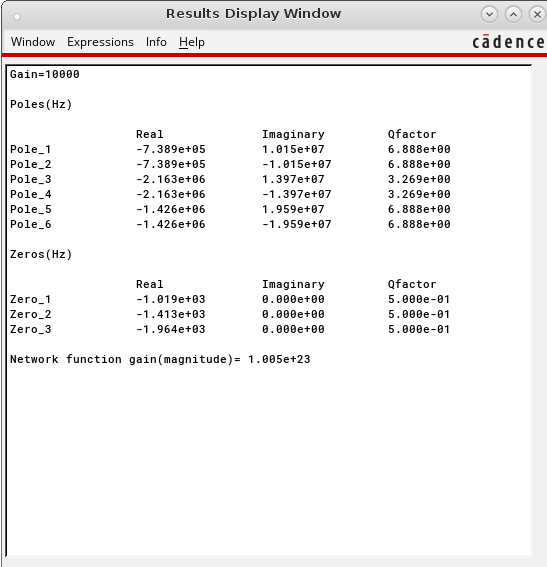 Results Display Window
Window Expressions Info Help
cādence
Gain=10000
Poles(Hz)
Real Imaginary Qfactor
Pole_1 -7.389e+05 1.015e+07 6.888e+00
Pole_2 -7.389e+05 -1.015e+07 6.888e+00
Pole_3 -2.163e+06 1.397e+07 3.269e+00
Pole_4 -2.163e+06 -1.397e+07 3.269e+00
Pole_5 -1.426e+06 1.959e+07 6.888e+00
Pole_6 -1.426e+06 -1.959e+07 6.888e+00
Zeros(Hz)
Real Imaginary Qfactor
Zero_1 -1.019e+03 0.000e+00 5.000e-01
Zero_2 -1.413e+03 0.000e+00 5.000e-01
Zero_3 -1.964e+03 0.000e+00 5.000e-01
Network function gain(magnitude)= 1.005e+23